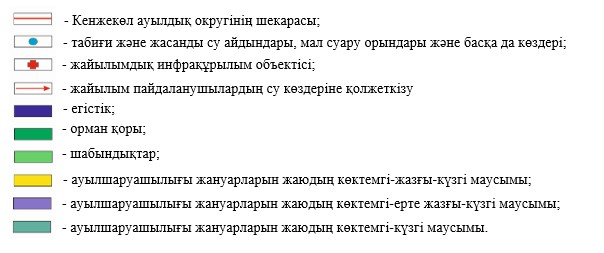 - Кенжекөл ауылдық округінің шекарасы;
- табиғи және жасанды су айдындары, мал суару орындары және басқа да көздері;
- жайылымдық инфрақұрылым объектісі;
- жайылым пайдаланушылардың су көздеріне қолжеткізу
- егістік;
- орман қоры;
- шабындықтар;
- ауылшаруашылығы жануарларын жаюдың көктемгі-жазғы-күзгі маусымы;
- ауылшаруашылығы жануарларын жаюдың көктемгі-ерте жазғы-күзгі маусымы;
- ауылшаруашылығы жануарларын жаюдың көктемгі-күзгі маусымы.